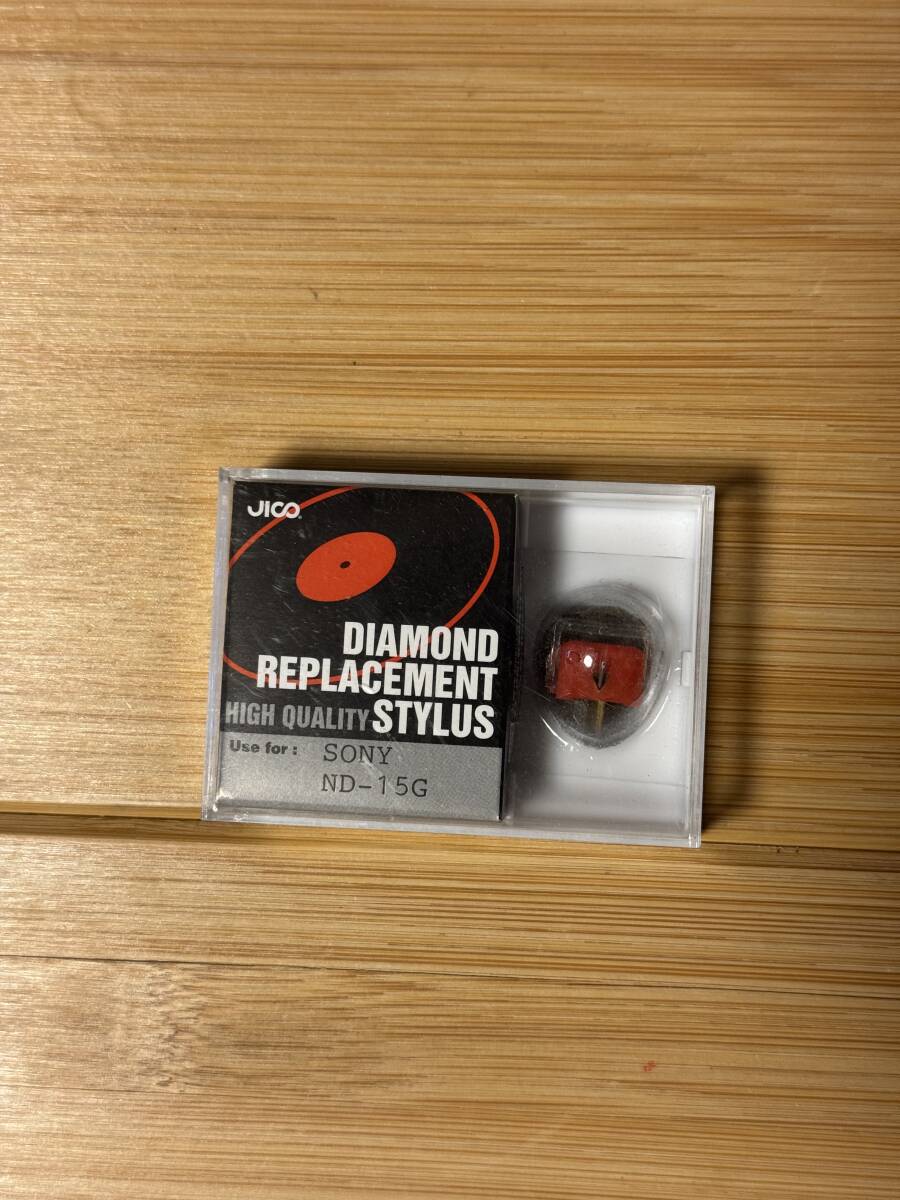 JICO
DIAMOND
REPLACEMENT
HIGH QUALITY STYLUS
Use for : SONY
ND-15G